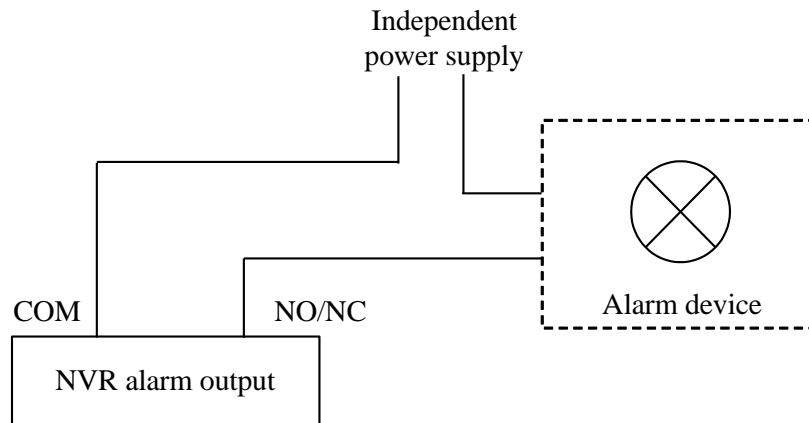 Independent
power supply
COM
NO/NC
Alarm device
NVR alarm output